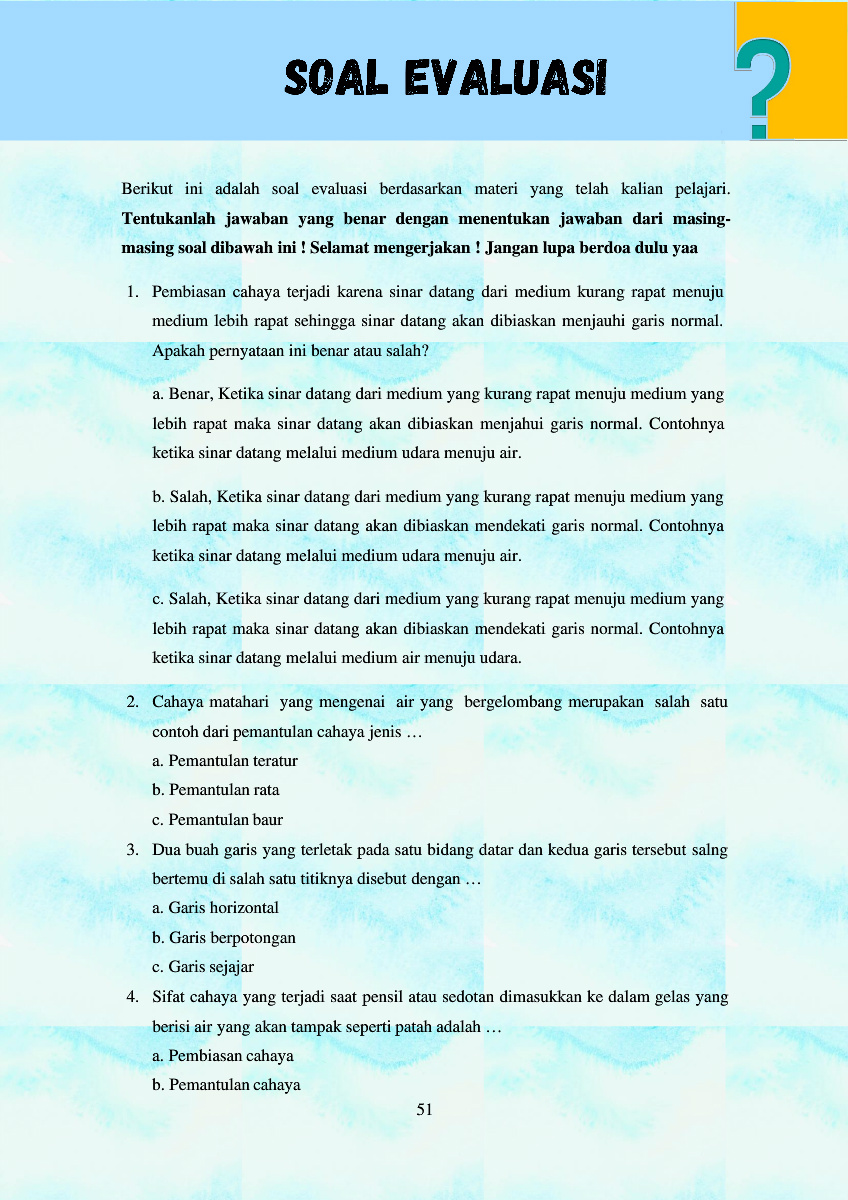 SOAL EVALUASI
?
Berikut ini adalah soal evaluasi berdasarkan materi yang telah kalian pelajari.
Tentukanlah jawaban yang benar dengan menentukan jawaban dari masing-
masing soal dibawah ini ! Selamat mengerjakan ! Jangan lupa berdoa dulu yaa
1. Pembiasan cahaya terjadi karena sinar datang dari medium kurang rapat menuju
medium lebih rapat sehingga sinar datang akan dibiaskan menjauhi garis normal.
Apakah pernyataan ini benar atau salah?
a. Benar, Ketika sinar datang dari medium yang kurang rapat menuju medium yang
lebih rapat maka sinar datang akan dibiaskan menjahui garis normal. Contohnya
ketika sinar datang melalui medium udara menuju air.
b. Salah, Ketika sinar datang dari medium yang kurang rapat menuju medium yang
lebih rapat maka sinar datang akan dibiaskan mendekati garis normal. Contohnya
ketika sinar datang melalui medium udara menuju air.
c. Salah, Ketika sinar datang dari medium yang kurang rapat menuju medium yang
lebih rapat maka sinar datang akan dibiaskan mendekati garis normal. Contohnya
ketika sinar datang melalui medium air menuju udara.
2. Cahaya matahari yang mengenai air yang bergelombang merupakan salah satu
contoh dari pemantulan cahaya jenis …
a. Pemantulan teratur
b. Pemantulan rata
c. Pemantulan baur
3. Dua buah garis yang terletak pada satu bidang datar dan kedua garis tersebut salng
bertemu di salah satu titiknya disebut dengan …
a. Garis horizontal
b. Garis berpotongan
c. Garis sejajar
4. Sifat cahaya yang terjadi saat pensil atau sedotan dimasukkan ke dalam gelas yang
berisi air yang akan tampak seperti patah adalah …
a. Pembiasan cahaya
b. Pemantulan cahaya
51